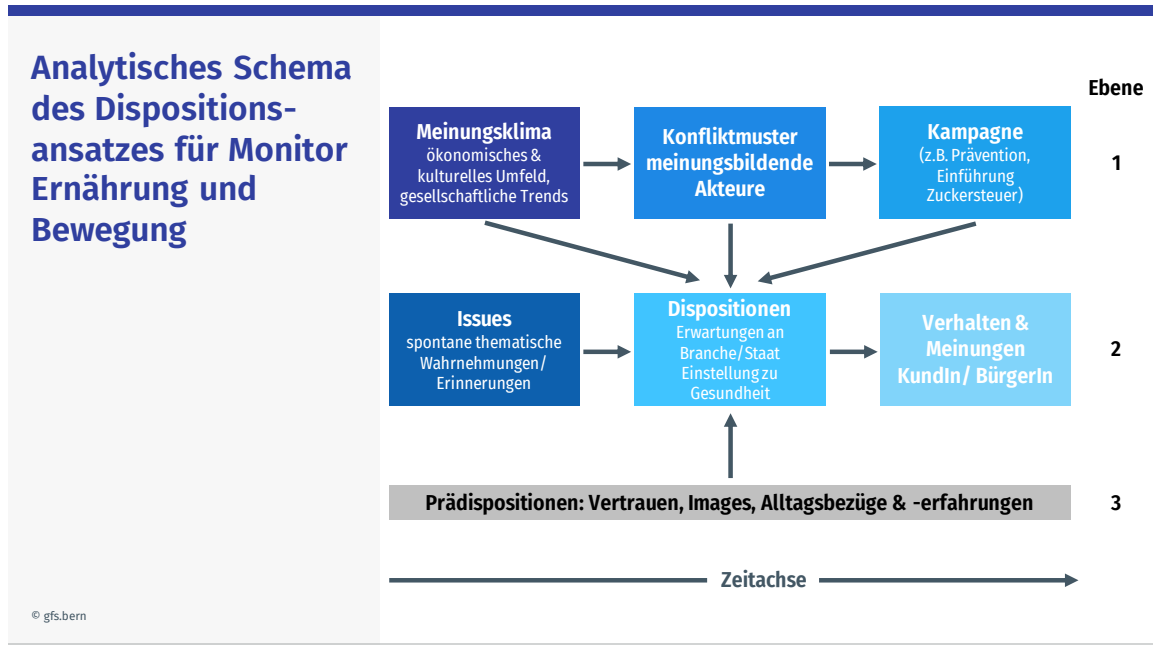 Analytisches Schema
des Dispositions-
ansatzes für Monitor
Ernährung und
Bewegung
Ebene
Meinungsklima
ökonomisches &
kulturelles Umfeld,
gesellschaftliche Trends
Konfliktmuster
meinungsbildende
Akteure
Kampagne
(z.B. Prävention,
Einführung
Zuckersteuer)
1
Issues
spontane thematische
Wahrnehmungen/
Erinnerungen
Dispositionen
Erwartungen an
Branche/Staat
Einstellung zu
Gesundheit
Verhalten &
Meinungen
KundIn/ BürgerIn
2
Prädispositionen: Vertrauen, Images, Alltagsbezüge & -erfahrungen
3
Zeitachse
© gfs.bern